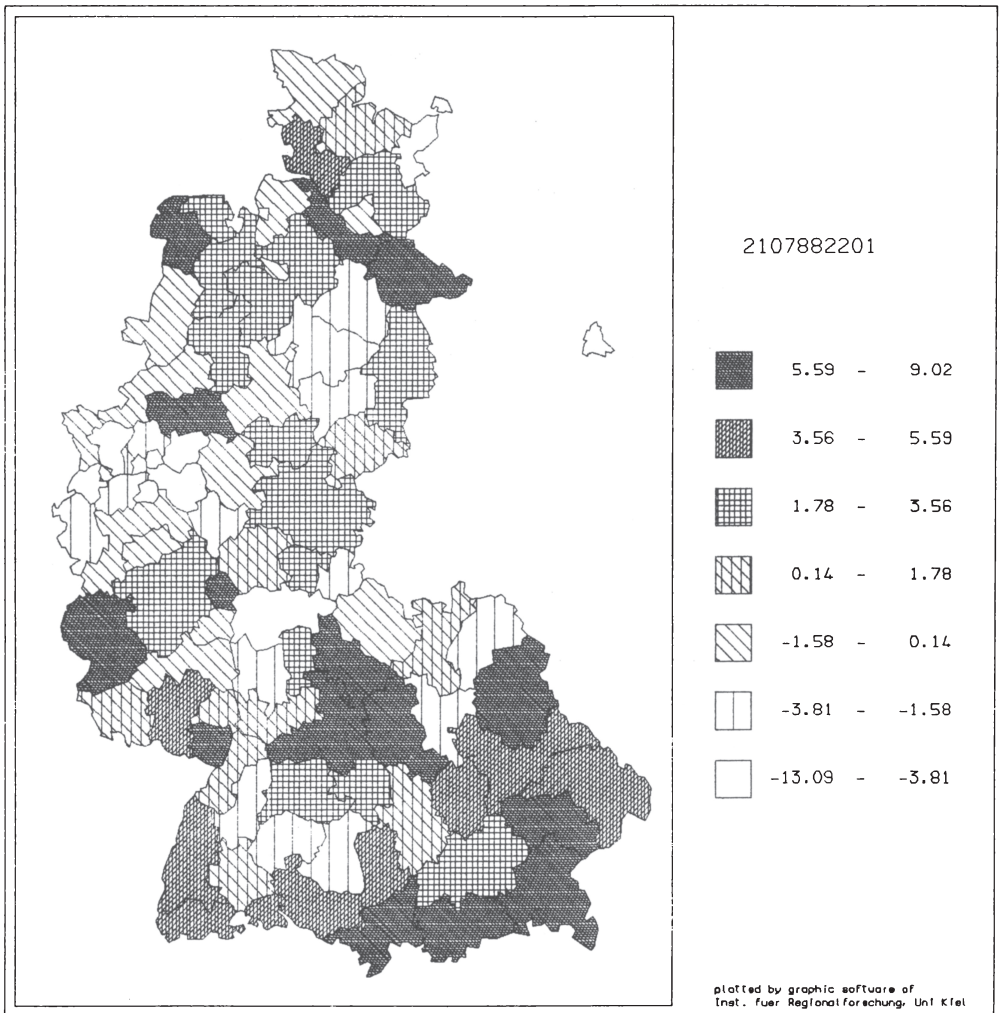 2107882201
5.59 - 9.02
3.56 - 5.59
1.78 - 3.56
0.14 - 1.78
-1.58 - 0.14
-3.81 - -1.58
-13.09 - -3.81
plotted by graphic software of
Inst. fuer Regionalforschung, Uni Kiel